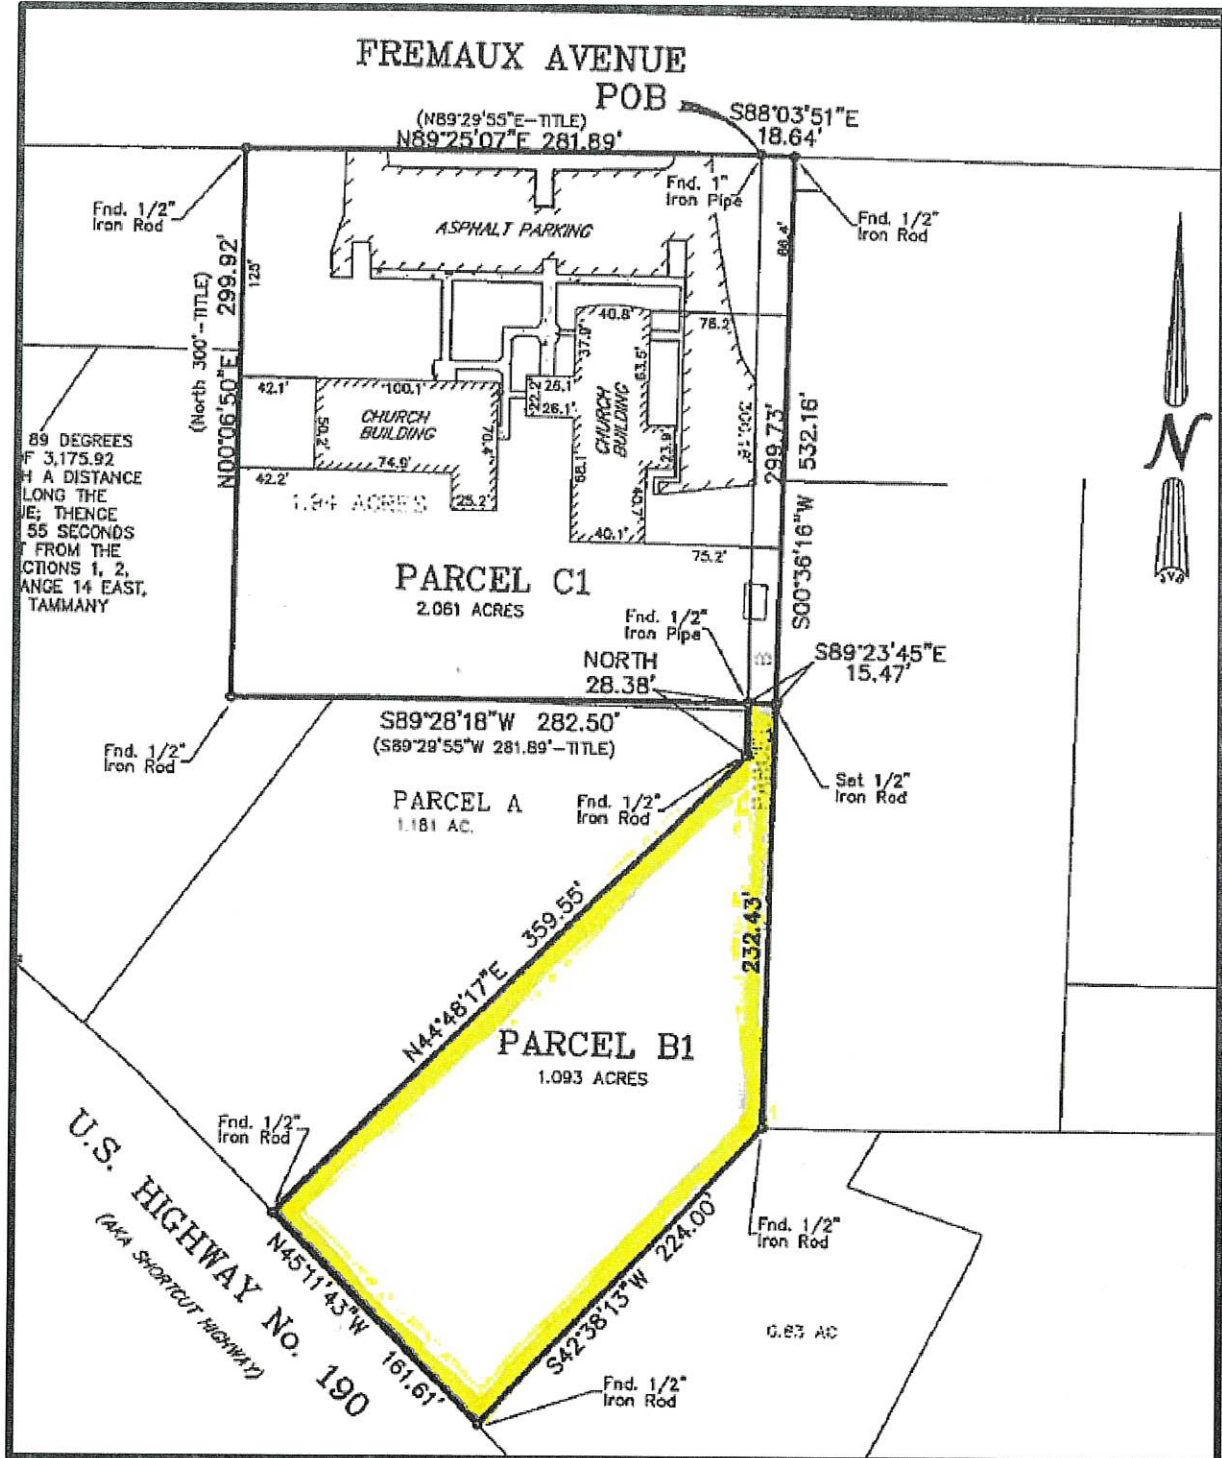 FREMAUX AVENUE
POB
S88°03'51"E
18.64'
(N89°29'55"E-TITLE)
N89°25'07"E 281.89'
Fnd. 1/2"
Iron Rod
Fnd. 1"
Iron Pipe
Fnd. 1/2"
Iron Rod
ASPHALT PARKING
(North 300'-TITLE)
N00°06'50"E 299.92'
125'
40.8'
76.2'
37.9'
63.5'
42.1'
100.1'
22.2'
26.1'
26.1'
CHURCH
BUILDING
CHURCH
BUILDING
50.2'
70.4'
74.9'
42.2'
25.2'
68.1'
23.9'
40.7'
40.1'
75.2'
299.73'
532.16'
S00°36'16"W
1.94 ACRES
89 DEGREES
F 3,175.92
H A DISTANCE
LONG THE
UE; THENCE
55 SECONDS
T FROM THE
CTIONS 1, 2,
ANGE 14 EAST,
TAMMANY
PARCEL C1
2.061 ACRES
Fnd. 1/2"
Iron Pipe
NORTH
28.38'
B
S89°23'45"E
15.47'
S89°28'18"W 282.50'
(S89°29'55"W 281.89'-TITLE)
Fnd. 1/2"
Iron Rod
Set 1/2"
Iron Rod
PARCEL A
1.181 AC.
Fnd. 1/2"
Iron Rod
N44°48'17"E 359.55'
232.43'
PARCEL B1
1.093 ACRES
Fnd. 1/2"
Iron Rod
U.S. HIGHWAY No. 190
(AKA SHORTCUT HIGHWAY)
N45°11'43"W 161.61'
S42°38'13"W 224.00'
Fnd. 1/2"
Iron Rod
0.63 AC
Fnd. 1/2"
Iron Rod
N